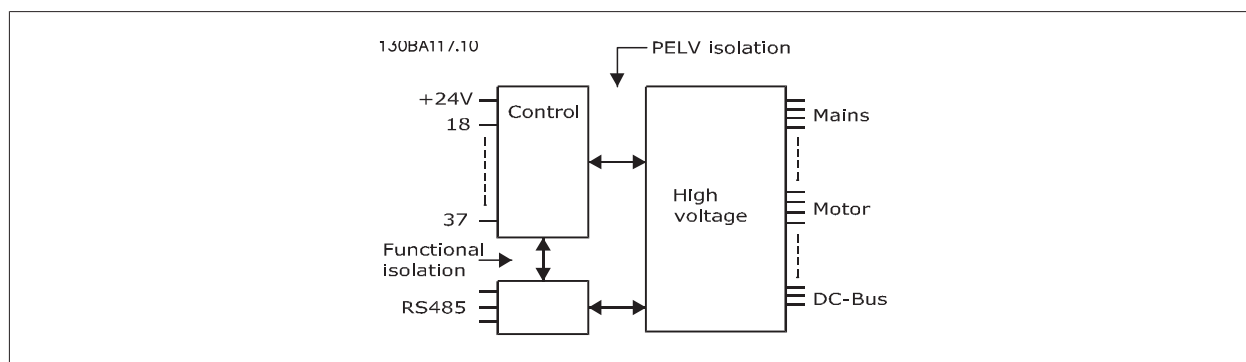 130BA117.10
PELV isolation
+24V
Control
18
Mains
High
voltage
37
Motor
Functional
isolation
RS485
DC-Bus